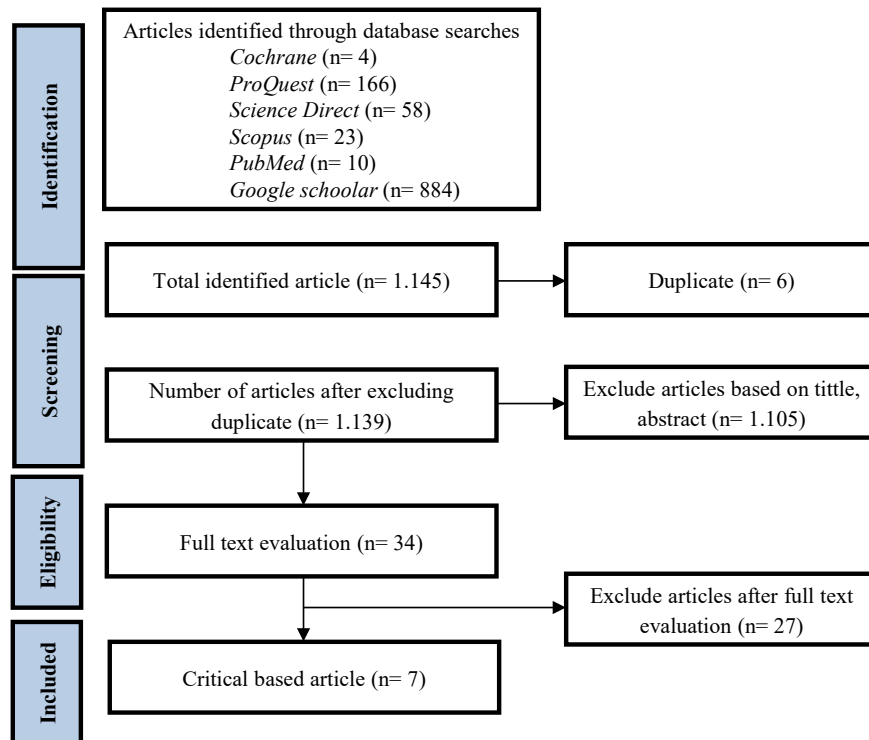 Identification
Articles identified through database searches
Cochrane (n= 4)
ProQuest (n= 166)
Science Direct (n= 58)
Scopus (n= 23)
PubMed (n= 10)
Google schoolar (n= 884)
Total identified article (n= 1.145)
Duplicate (n= 6)
Screening
Number of articles after excluding
duplicate (n= 1.139)
Exclude articles based on tittle,
abstract (n= 1.105)
Eligibility
Full text evaluation (n= 34)
Exclude articles after full text
evaluation (n= 27)
Included
Critical based article (n= 7)